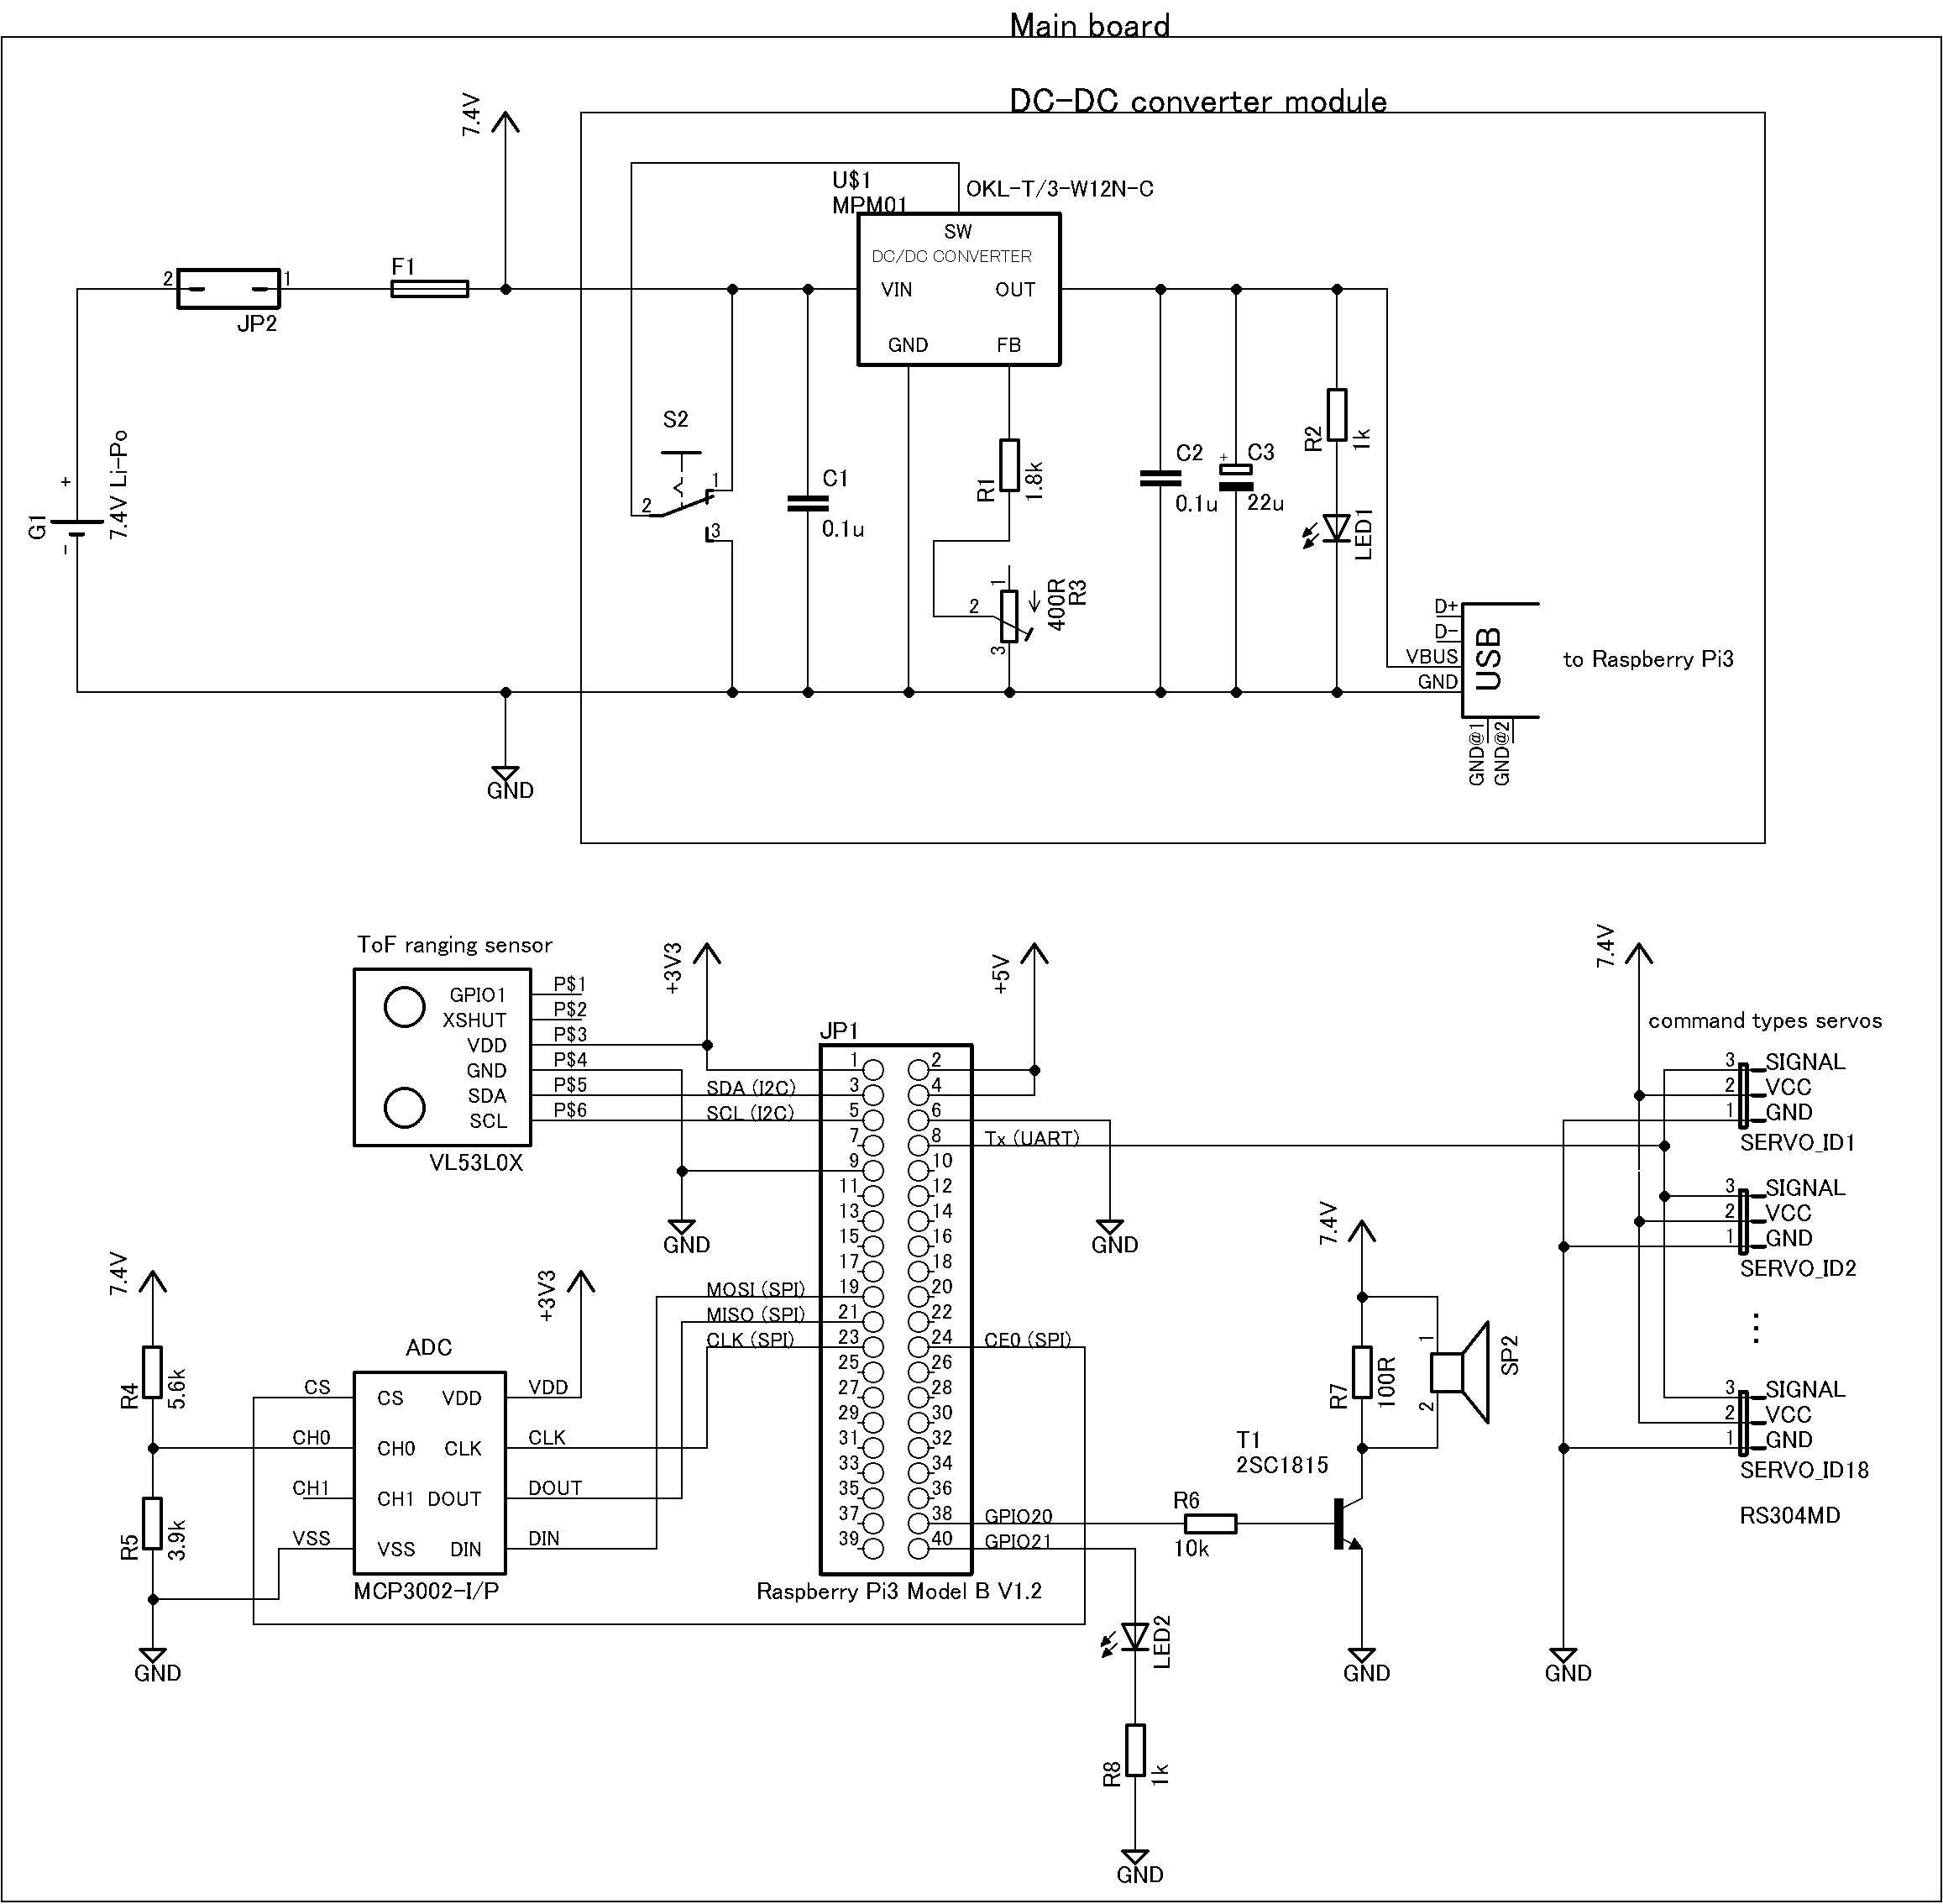 Main board
DC-DC converter module
7.4V
U$1
MPM01
OKL-T/3-W12N-C
SW
DC/DC CONVERTER
VIN
OUT
GND
FB
2
1
JP2
F1
S2
1
2
3
C1
0.1u
R1
1.8k
1
2
3
400R
R3
C2
0.1u
+
C3
22u
R2
1k
LED1
G1
+
-
7.4V Li-Po
D+
D-
VBUS
GND
USB
GND@1
GND@2
to Raspberry Pi3
GND
ToF ranging sensor
GPIO1 P$1
XSHUT P$2
VDD P$3
GND P$4
SDA P$5
SCL P$6
VL53L0X
+3V3
+5V
JP1
SDA (I2C)
SCL (I2C)
Tx (UART)
MOSI (SPI)
MISO (SPI)
CLK (SPI)
CE0 (SPI)
GPIO20
GPIO21
1 2
3 4
5 6
7 8
9 10
11 12
13 14
15 16
17 18
19 20
21 22
23 24
25 26
27 28
29 30
31 32
33 34
35 36
37 38
39 40
Raspberry Pi3 Model B V1.2
GND
GND
7.4V
R4
5.6k
R5
3.9k
GND
+3V3
ADC
CS CS VDD VDD
CH0 CH0 CLK CLK
CH1 CH1 DOUT DOUT
VSS VSS DIN DIN
MCP3002-I/P
LED2
R8
1k
GND
R6
10k
T1
2SC1815
7.4V
R7
100R
1
2
SP2
GND
7.4V
command types servos
3 SIGNAL
2 VCC
1 GND
SERVO_ID1
3 SIGNAL
2 VCC
1 GND
SERVO_ID2
...
3 SIGNAL
2 VCC
1 GND
SERVO_ID18
RS304MD
GND